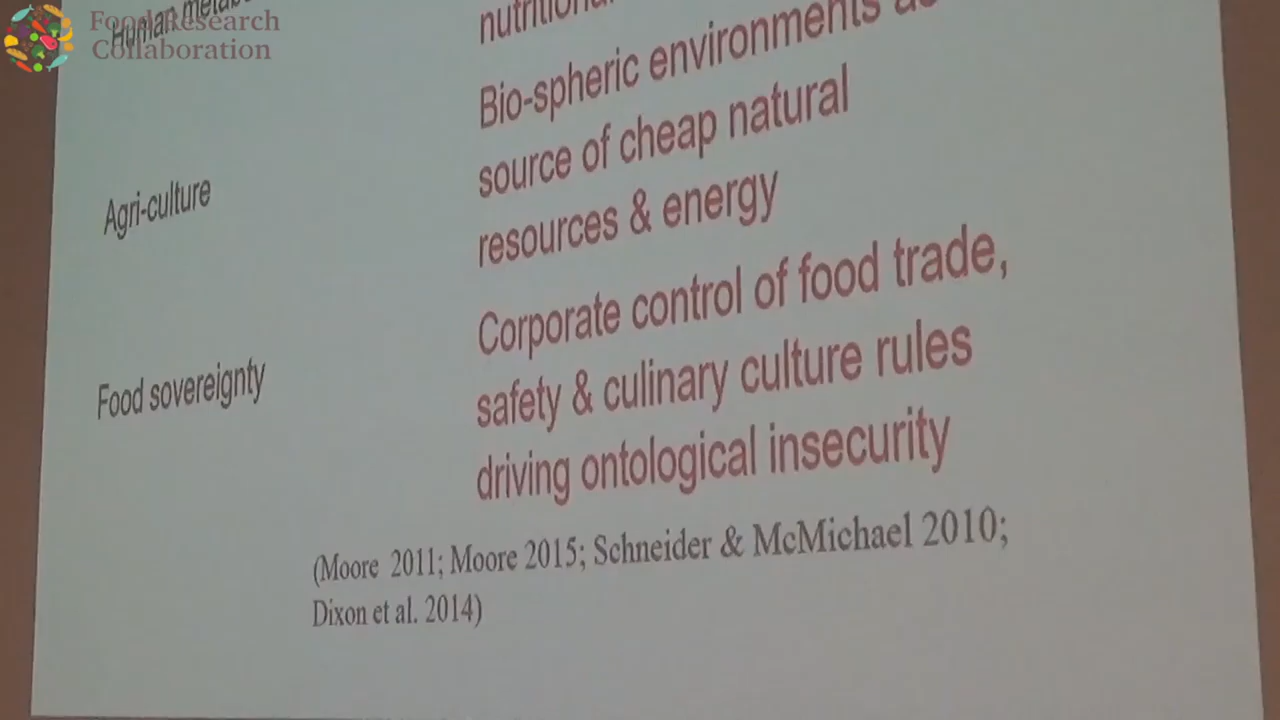 Food Research
Collaboration
Human
Bio-spheric environments
source of cheap natural
resources & energy
Agri-culture
Corporate control of food trade,
safety & culinary culture rules
driving ontological insecurity
Food sovereignty
(Moore 2011; Moore 2015; Schneider & McMichael 2010;
Dixon et al. 2014)